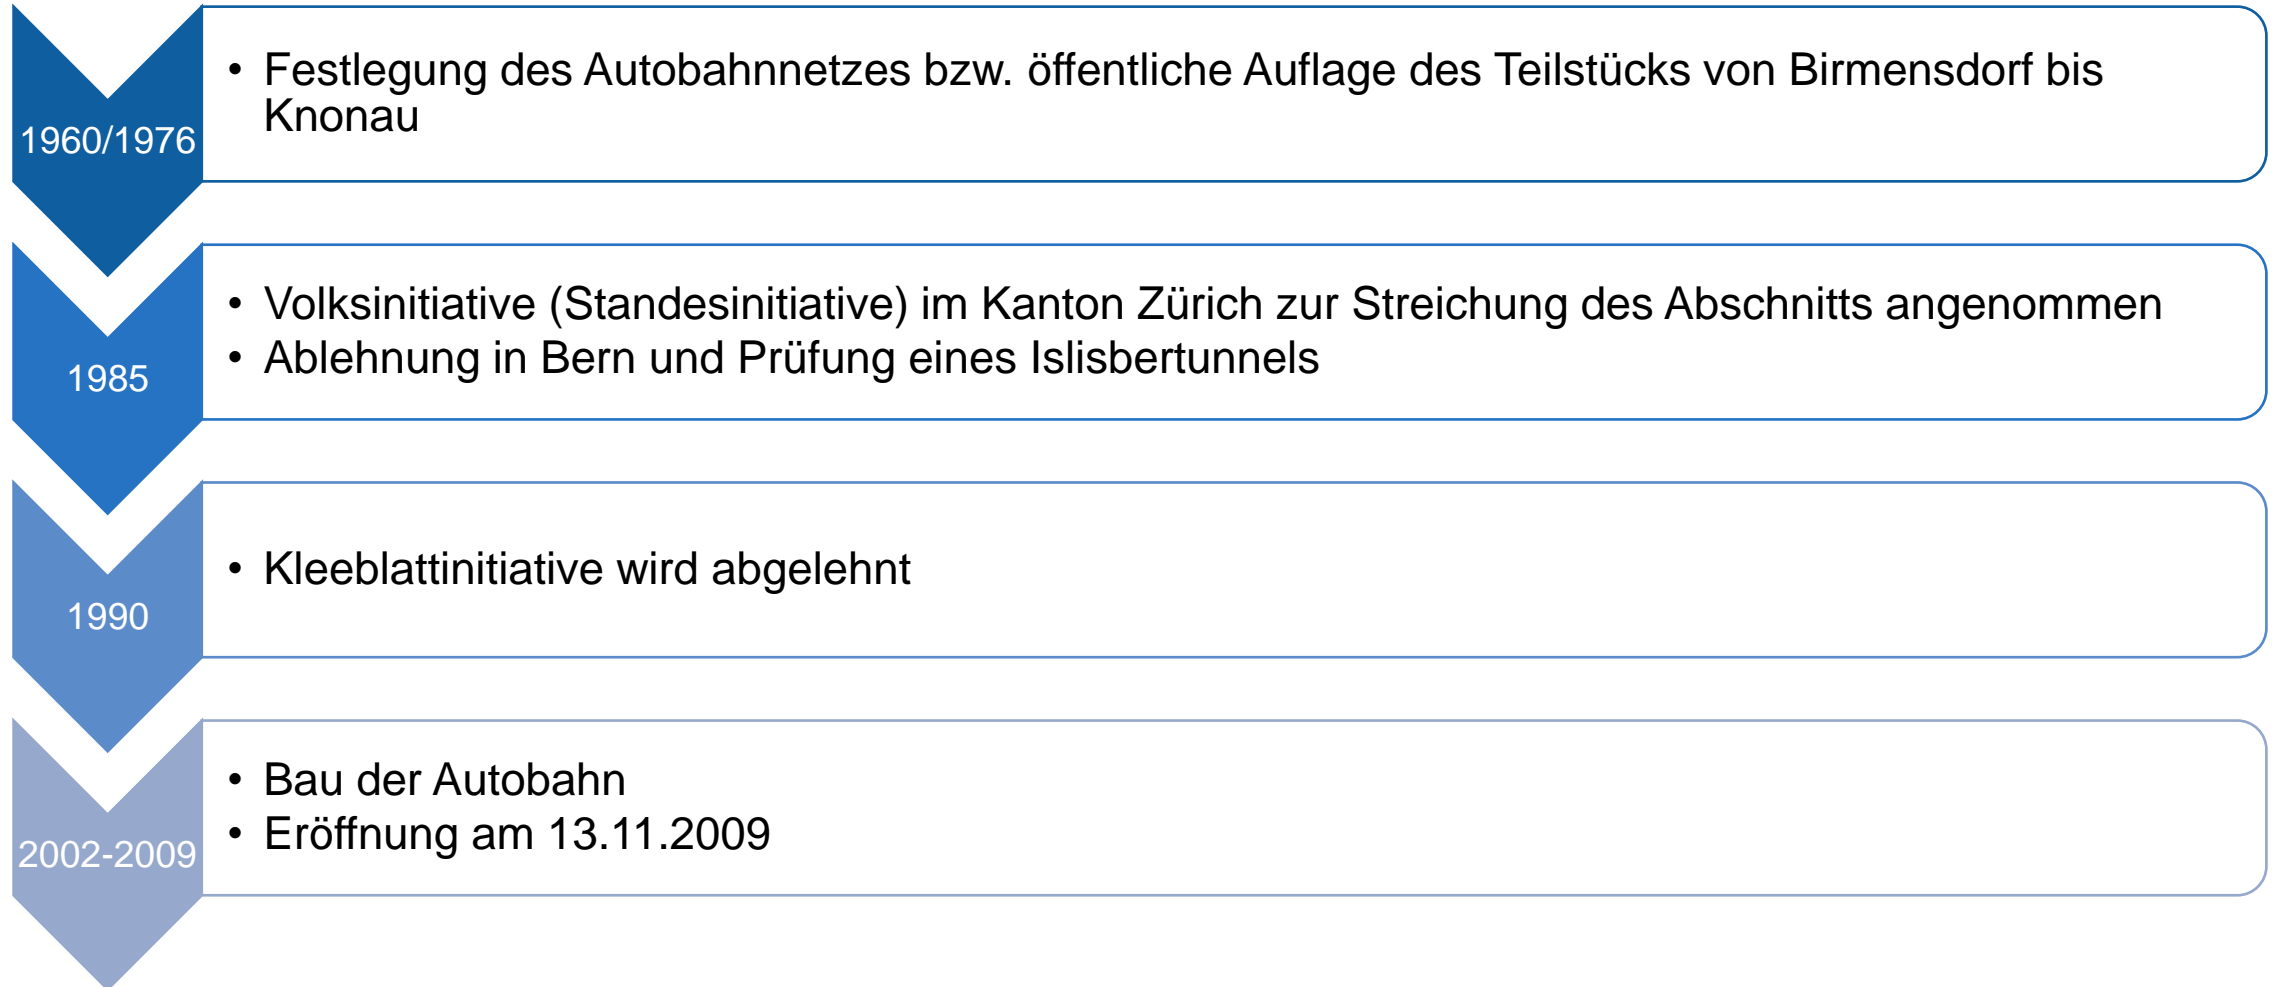 1960/1976
• Festlegung des Autobahnnetzes bzw. öffentliche Auflage des Teilstücks von Birmensdorf bis
Knonau
1985
• Volksinitiative (Standesinitiative) im Kanton Zürich zur Streichung des Abschnitts angenommen
• Ablehnung in Bern und Prüfung eines Islisbertunnels
1990
• Kleeblattinitiative wird abgelehnt
2002-2009
• Bau der Autobahn
• Eröffnung am 13.11.2009